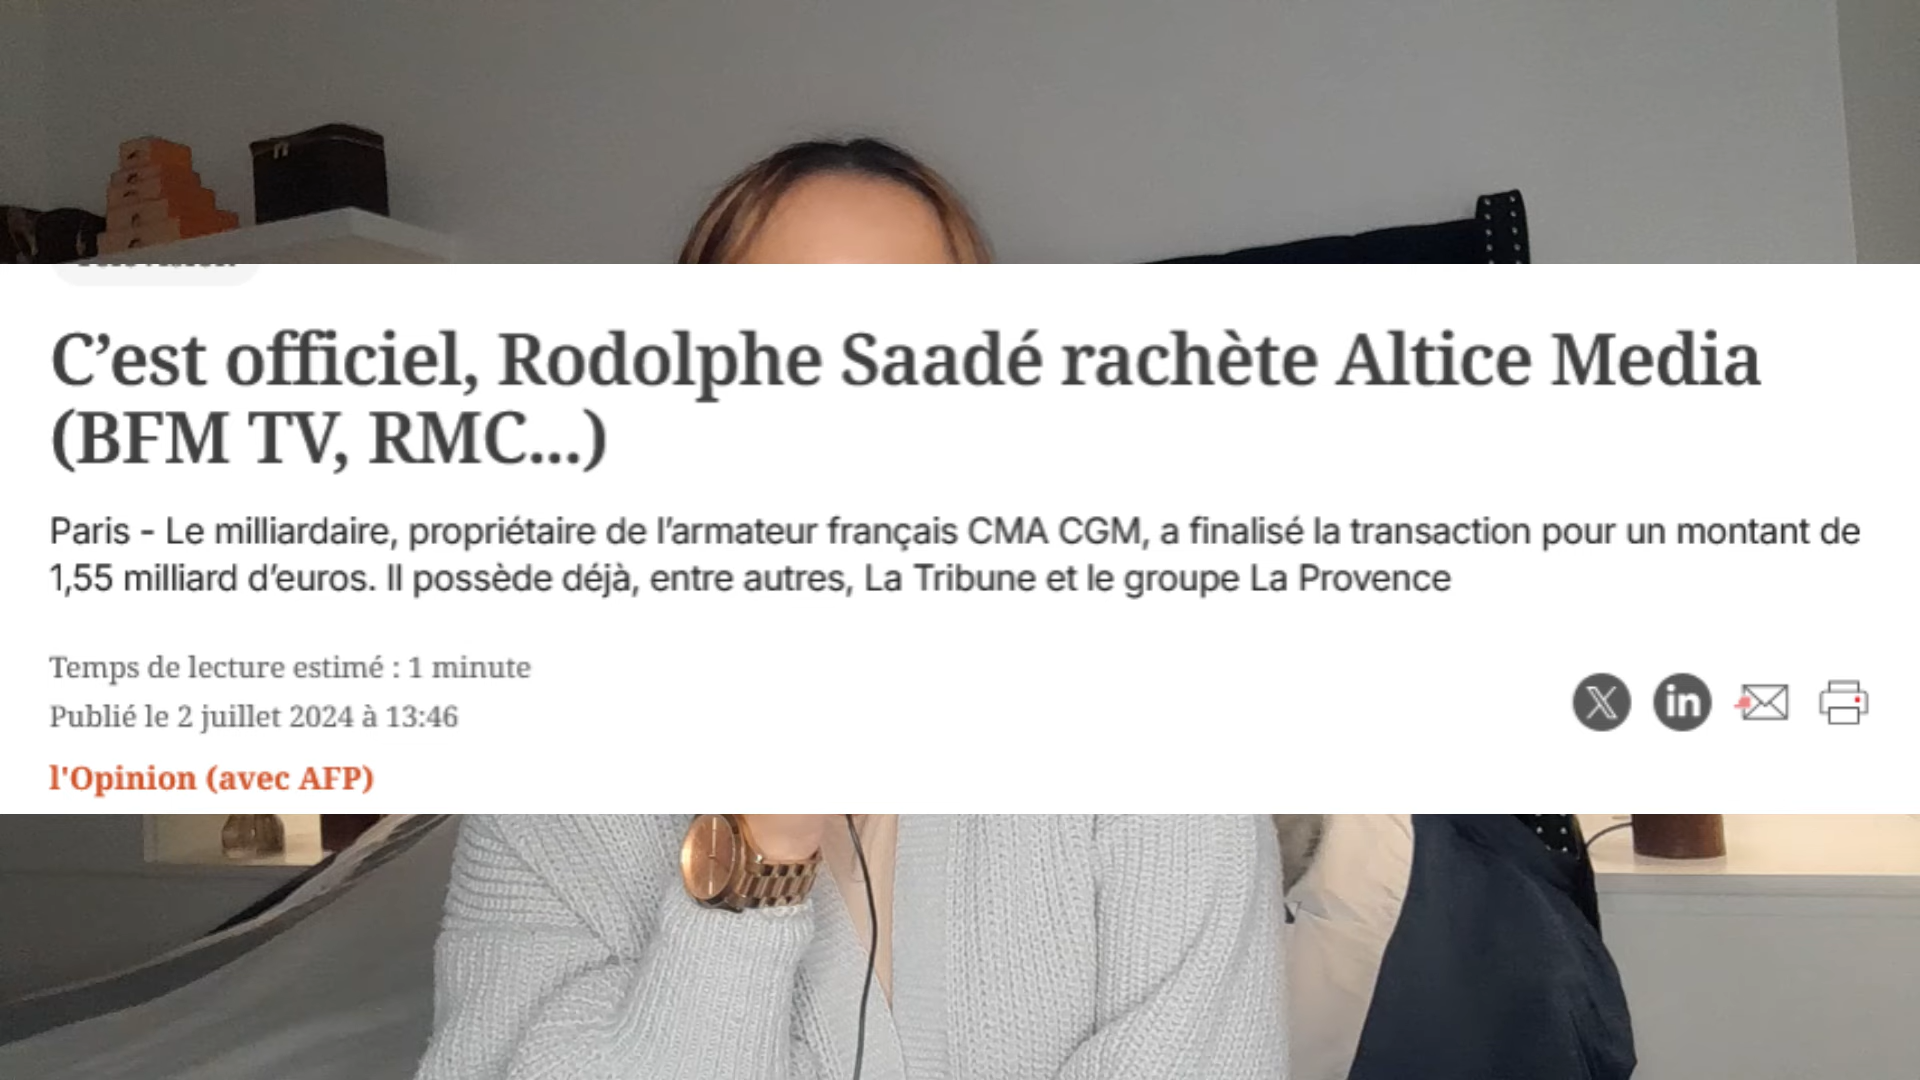 C’est officiel, Rodolphe Saadé rachète Altice Media
(BFM TV, RMC...)
Paris - Le milliardaire, propriétaire de l’armateur français CMA CGM, a finalisé la transaction pour un montant de
1,55 milliard d’euros. Il possède déjà, entre autres, La Tribune et le groupe La Provence
Temps de lecture estimé : 1 minute
Publié le 2 juillet 2024 à 13:46
X in
l'Opinion (avec AFP)